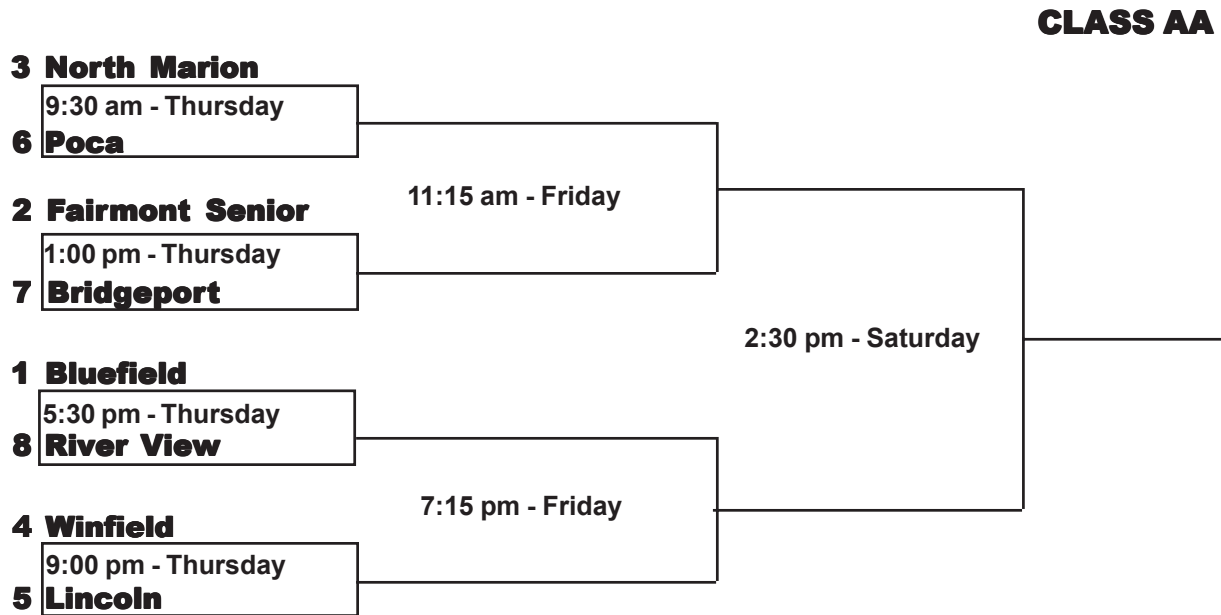 CLASS AA
3 North Marion
9:30 am - Thursday
6 Poca
11:15 am - Friday
2 Fairmont Senior
1:00 pm - Thursday
7 Bridgeport
2:30 pm - Saturday
1 Bluefield
5:30 pm - Thursday
8 River View
7:15 pm - Friday
4 Winfield
9:00 pm - Thursday
5 Lincoln